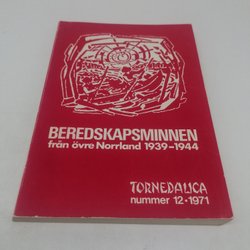 BEREDSKAPSMINNEN
från övre Norrland 1939-1944
TORNEDALICA
nummer 12·1971